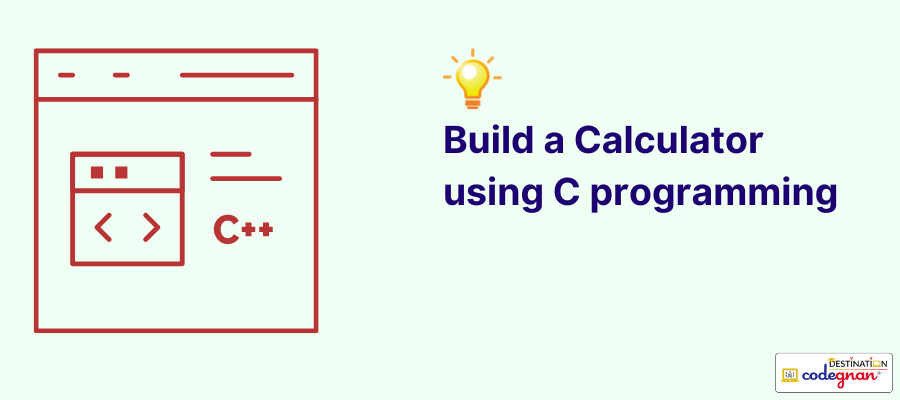 Build a Calculator
using C programming
C++
DESTINATION
codegnan